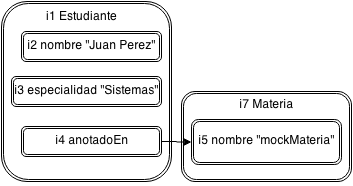 i1 Estudiante
i2 nombre "Juan Perez"
i3 especialidad "Sistemas"
i4 anotadoEn
i7 Materia
i5 nombre "mockMateria"